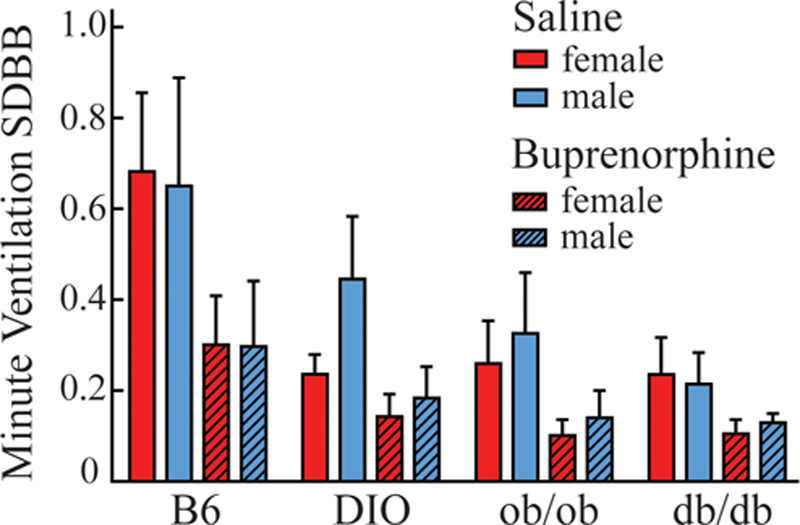 Minute Ventilation SDBB
1.0
0.8
0.6
0.4
0.2
0
Saline
female
male
Buprenorphine
female
male
B6 DIO ob/ob db/db